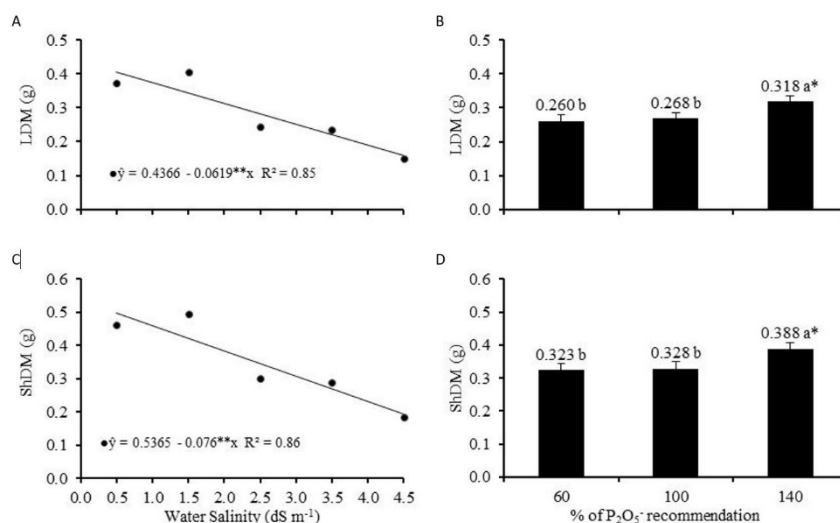 A
0.5
0.4
0.3
0.2
0.1
0.0
LDM (g)
●ŷ = 0.4366 - 0.0619**x R² = 0.85
B
0.5
0.4
0.3
0.2
0.1
0.0
LDM (g)
0.260 b
0.268 b
0.318 a*
C
0.6
0.5
0.4
0.3
0.2
0.1
0.0
ShDM (g)
●ŷ = 0.5365 - 0.076**x R² = 0.86
0.0 0.5 1.0 1.5 2.0 2.5 3.0 3.5 4.0 4.5
Water Salinity (dS m⁻¹)
D
0.6
0.5
0.4
0.3
0.2
0.1
0.0
ShDM (g)
0.323 b
0.328 b
0.388 a*
60 100 140
% of P₂O₅⁻ recommendation